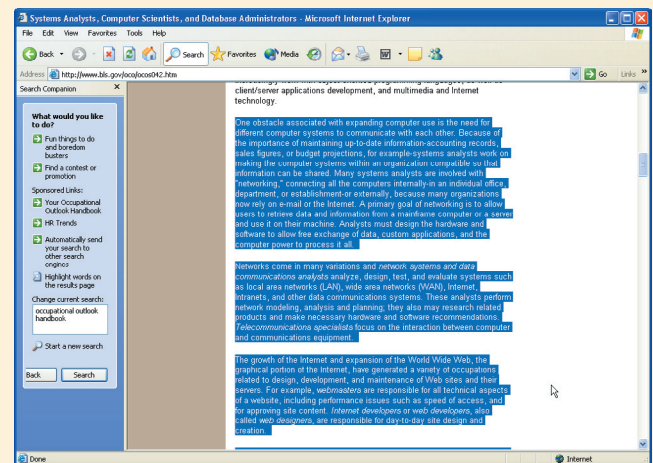 Systems Analysts, Computer Scientists, and Database Administrators - Microsoft Internet Explorer
File Edit View Favorites Tools Help
Back Search Favorites Media
Address http://www.bls.gov/oco/ocos042.htm Go Links »
Search Companion X
What would you like
to do?
Fun things to do
and boredom
busters
Find a contest or
promotion
Sponsored Links:
Your Occupational
Outlook Handbook
HR Trends
Automatically send
your search to
other search
engines
Highlight words on
the results page
Change current search:
occupational outlook
handbook
Start a new search
Back Search
client/server applications development, and multimedia and Internet
technology.
One obstacle associated with expanding computer use is the need for
different computer systems to communicate with each other. Because of
the importance of maintaining up-to-date information-accounting records,
sales figures, or budget projections, for example-systems analysts work on
making the computer systems within an organization compatible so that
information can be shared. Many systems analysts are involved with
"networking," connecting all the computers internally-in an individual office,
department, or establishment-or externally, because many organizations
now rely on e-mail or the Internet. A primary goal of networking is to allow
users to retrieve data and information from a mainframe computer or a server
and use it on their machine. Analysts must design the hardware and
software to allow free exchange of data, custom applications, and the
computer power to process it all.
Networks come in many variations and network systems and data
communications analysts analyze, design, test, and evaluate systems such
as local area networks (LAN), wide area networks (WAN), Internet,
Intranets, and other data communications systems. These analysts perform
network modeling, analysis and planning; they also may research related
products and make necessary hardware and software recommendations.
Telecommunications specialists focus on the interaction between computer
and communications equipment.
The growth of the Internet and expansion of the World Wide Web, the
graphical portion of the Internet, have generated a variety of occupations
related to design, development, and maintenance of Web sites and their
servers. For example, webmasters are responsible for all technical aspects
of a website, including performance issues such as speed of access, and
for approving site content. Internet developers or web developers, also
called web designers, are responsible for day-to-day site design and
creation.
Done Internet